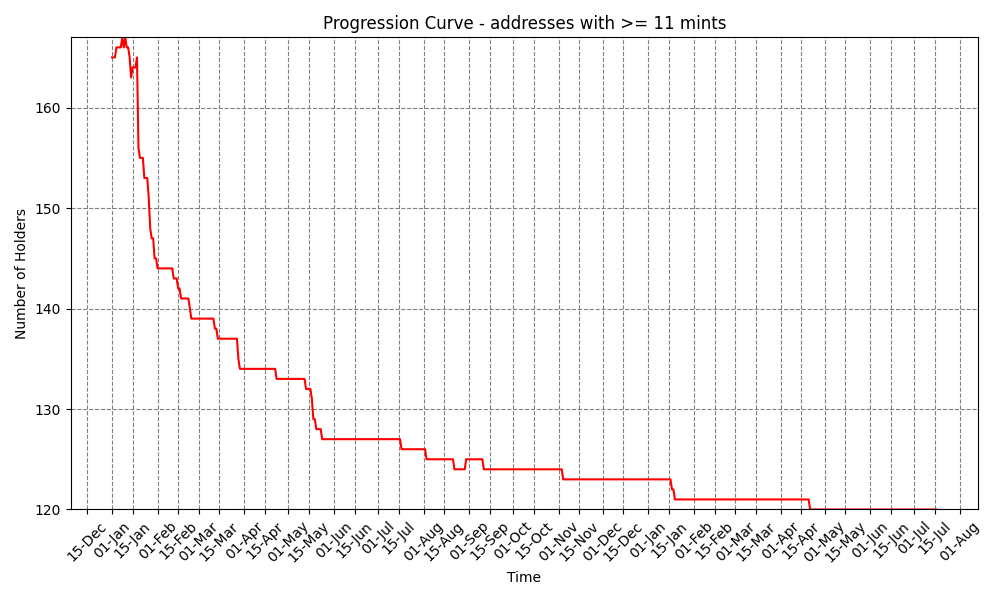 Progression Curve - addresses with >= 11 mints
Number of Holders
160
150
140
130
120
15-Dec
01-Jan
15-Jan
01-Feb
15-Feb
01-Mar
15-Mar
01-Apr
15-Apr
01-May
15-May
01-Jun
15-Jun
01-Jul
15-Jul
01-Aug
15-Aug
01-Sep
15-Sep
01-Oct
15-Oct
01-Nov
15-Nov
01-Dec
15-Dec
01-Jan
15-Jan
01-Feb
15-Feb
01-Mar
15-Mar
01-Apr
15-Apr
01-May
15-May
01-Jun
15-Jun
01-Jul
15-Jul
01-Aug
Time